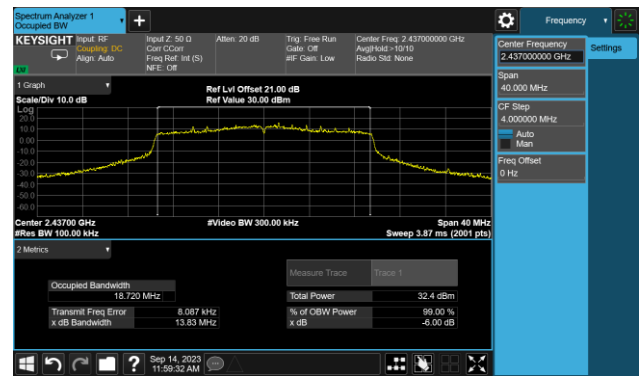 Spectrum Analyzer 1
Occupied BW
Frequency
KEYSIGHT
Input: RF
Coupling: DC
Align: Auto
Input Z: 50 Ω
Corr CCorr
Freq Ref: Int (S)
NFE: Off
Atten: 20 dB
Trig: Free Run
Gate: Off
#IF Gain: Low
Center Freq: 2.437000000 GHz
Avg|Hold:>10/10
Radio Std: None
Center Frequency
2.437000000 GHz
Settings
Span
40.000 MHz
CF Step
4.000000 MHz
Auto
Man
Freq Offset
0 Hz
1 Graph
Scale/Div 10.0 dB
Ref Lvl Offset 21.00 dB
Ref Value 30.00 dBm
Log
20.0
10.0
0.00
-10.0
-20.0
-30.0
-40.0
-50.0
-60.0
Center 2.43700 GHz
#Res BW 100.00 kHz
#Video BW 300.00 kHz
Span 40 MHz
Sweep 3.87 ms (2001 pts)
2 Metrics
Measure Trace
Trace 1
Occupied Bandwidth
18.720 MHz
Total Power
32.4 dBm
Transmit Freq Error
8.087 kHz
% of OBW Power
99.00 %
x dB Bandwidth
13.83 MHz
x dB
-6.00 dB
?
Sep 14, 2023
11:59:32 AM